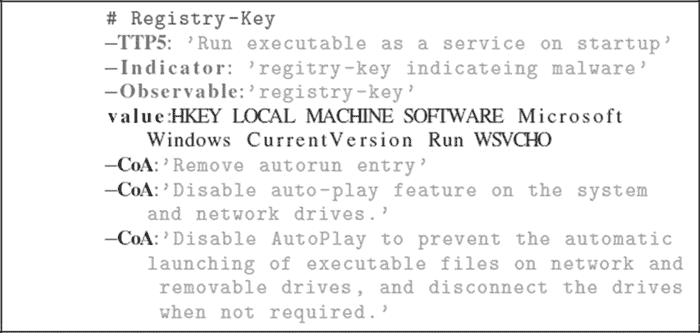 # Registry-Key
–TTP5: 'Run executable as a service on startup'
–Indicator: 'regitry-key indicateing malware'
–Observable:'registry-key'
value:HKEY LOCAL MACHINE SOFTWARE Microsoft
Windows CurrentVersion Run WSVCHO
–CoA:'Remove autorun entry'
–CoA:'Disable auto-play feature on the system
and network drives.'
–CoA:'Disable AutoPlay to prevent the automatic
launching of executable files on network and
removable drives, and disconnect the drives
when not required.'